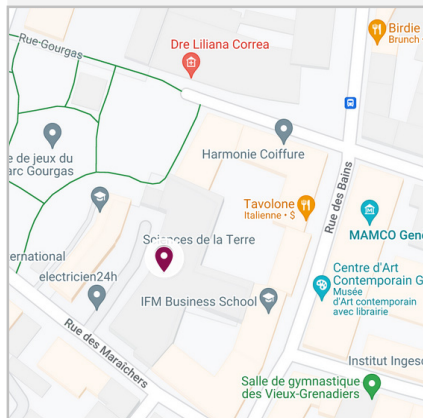 Birdie
Brunch
Rue-Gourgas
Dre Liliana Correa
Harmonie Coiffure
e de jeux du
arc Gourgas
Rue des Bains
Tavolone
Italienne • $
MAMCO Gen
Sciences de la Terre
ernational
electricien24h
Centre d'Art
Contemporain G
Musée
d'Art contemporain
avec librairie
IFM Business School
Rue des Maraîchers
Institut Inges
Salle de gymnastique
des Vieux-Grenadiers